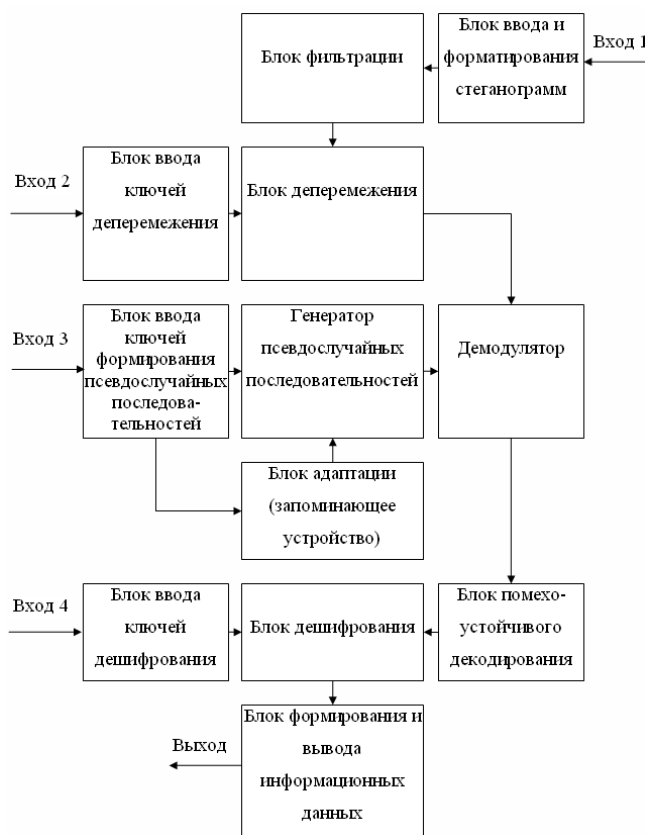 Блок фильтрации
Блок ввода и
форматирования
стеганограмм
Вход 1
Вход 2
Блок ввода
ключей
деперемежения
Блок деперемежения
Вход 3
Блок ввода
ключей
формирования
псевдослучайных
последова-
тельностей
Генератор
псевдослучайных
последовательностей
Демодулятор
Блок адаптации
(запоминающее
устройство)
Вход 4
Блок ввода
ключей
дешифрования
Блок дешифрования
Блок помехо-
устойчивого
декодирования
Выход
Блок формирования и
вывода
информационных
данных